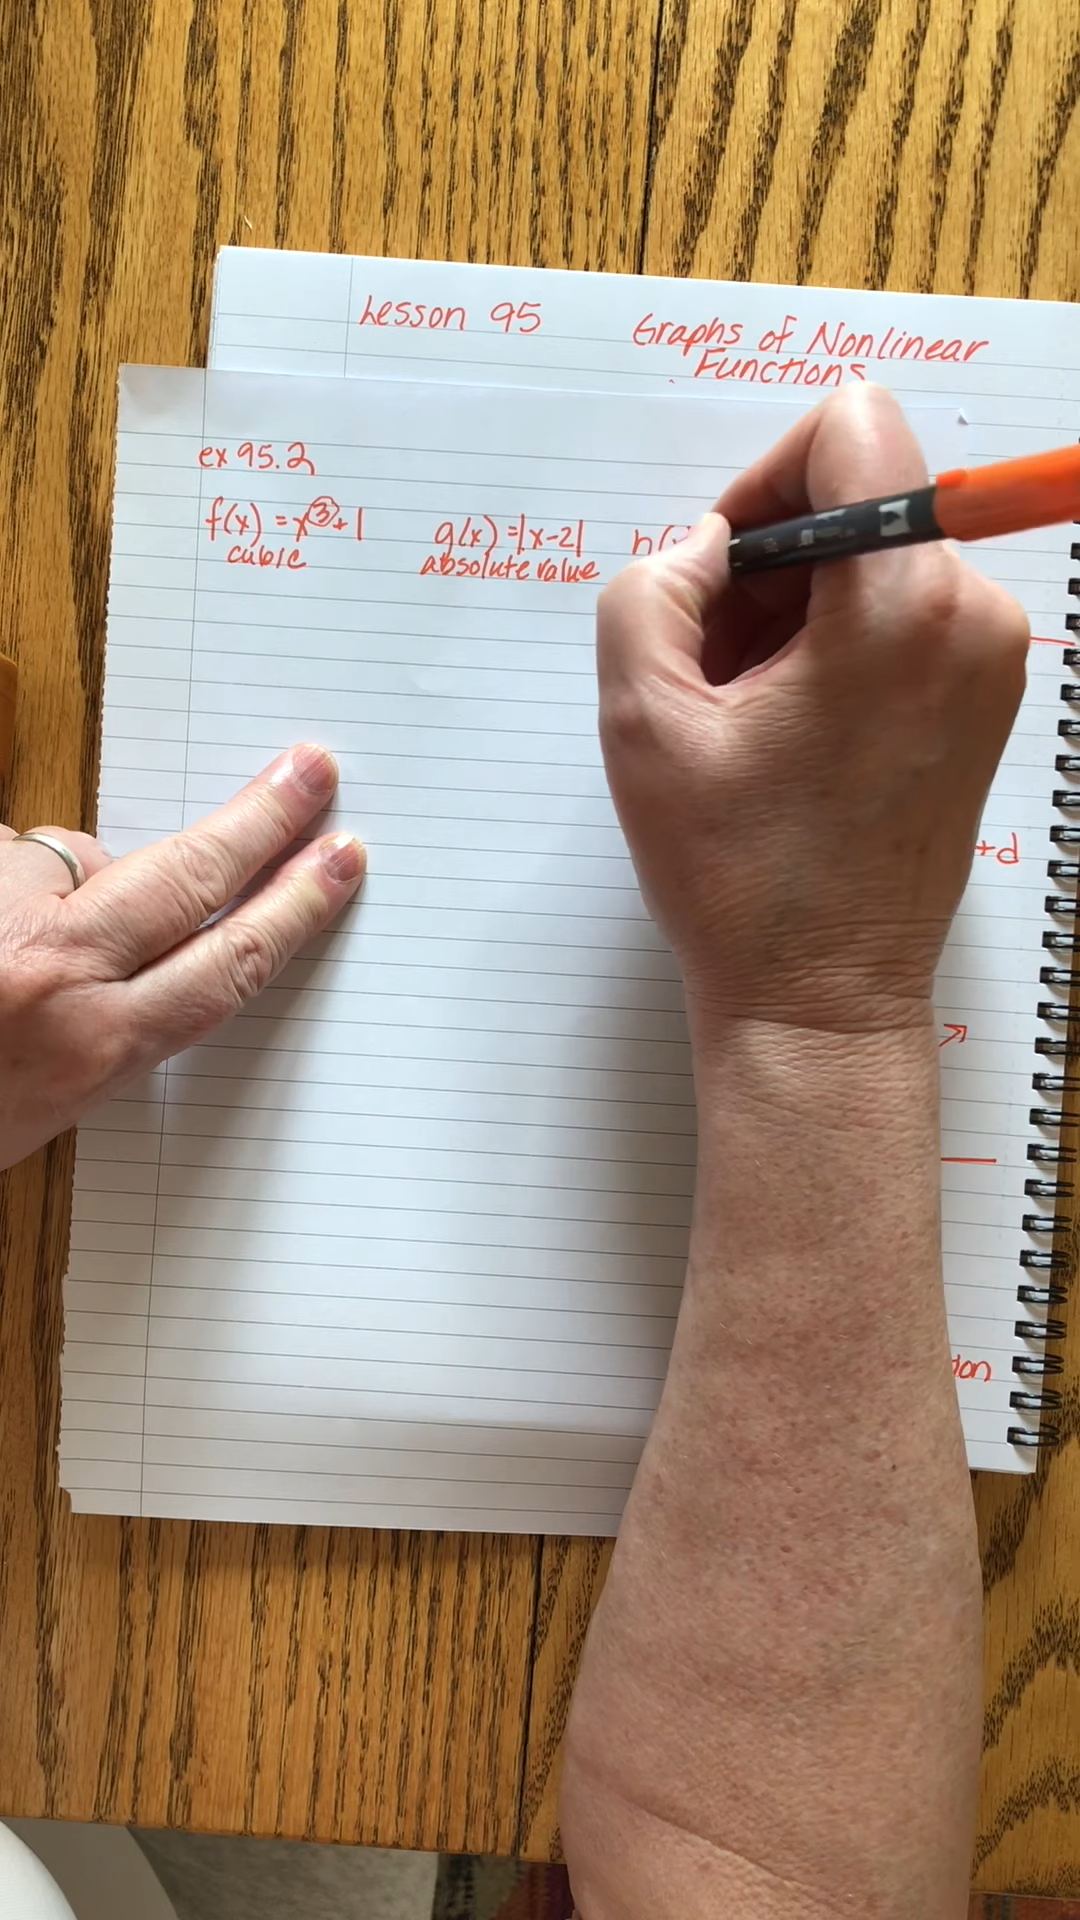 Lesson 95 Graphs of Nonlinear
Functions
ex 95.2
f(x) = x³+1 g(x) = |x-2| h(x
cubic absolute value
+d